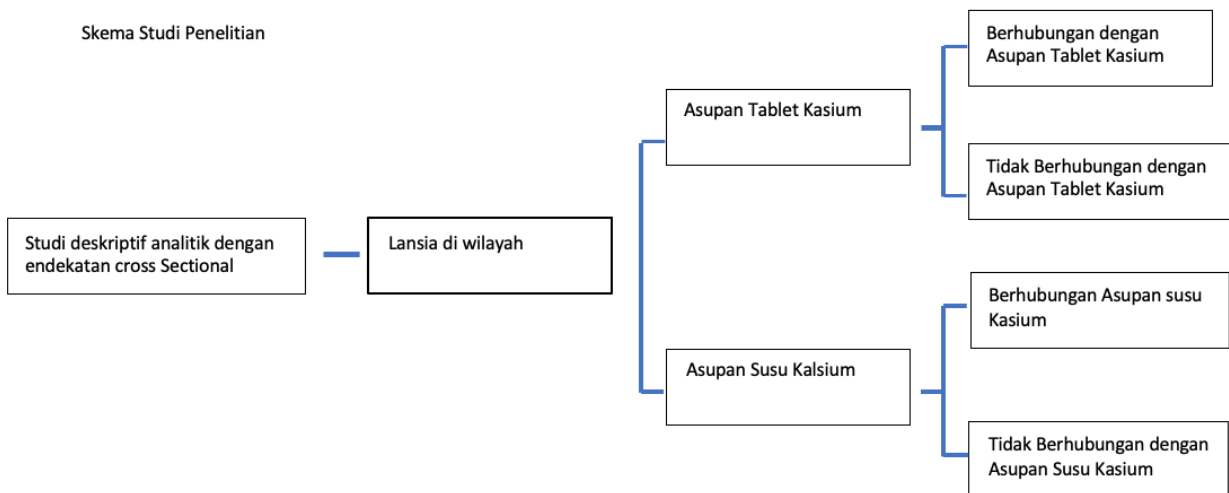 Skema Studi Penelitian
Berhubungan dengan
Asupan Tablet Kasium
Asupan Tablet Kasium
Tidak Berhubungan dengan
Asupan Tablet Kasium
Studi deskriptif analitik dengan
endekatan cross Sectional
Lansia di wilayah
Berhubungan Asupan susu
Kasium
Asupan Susu Kalsium
Tidak Berhubungan dengan
Asupan Susu Kasium